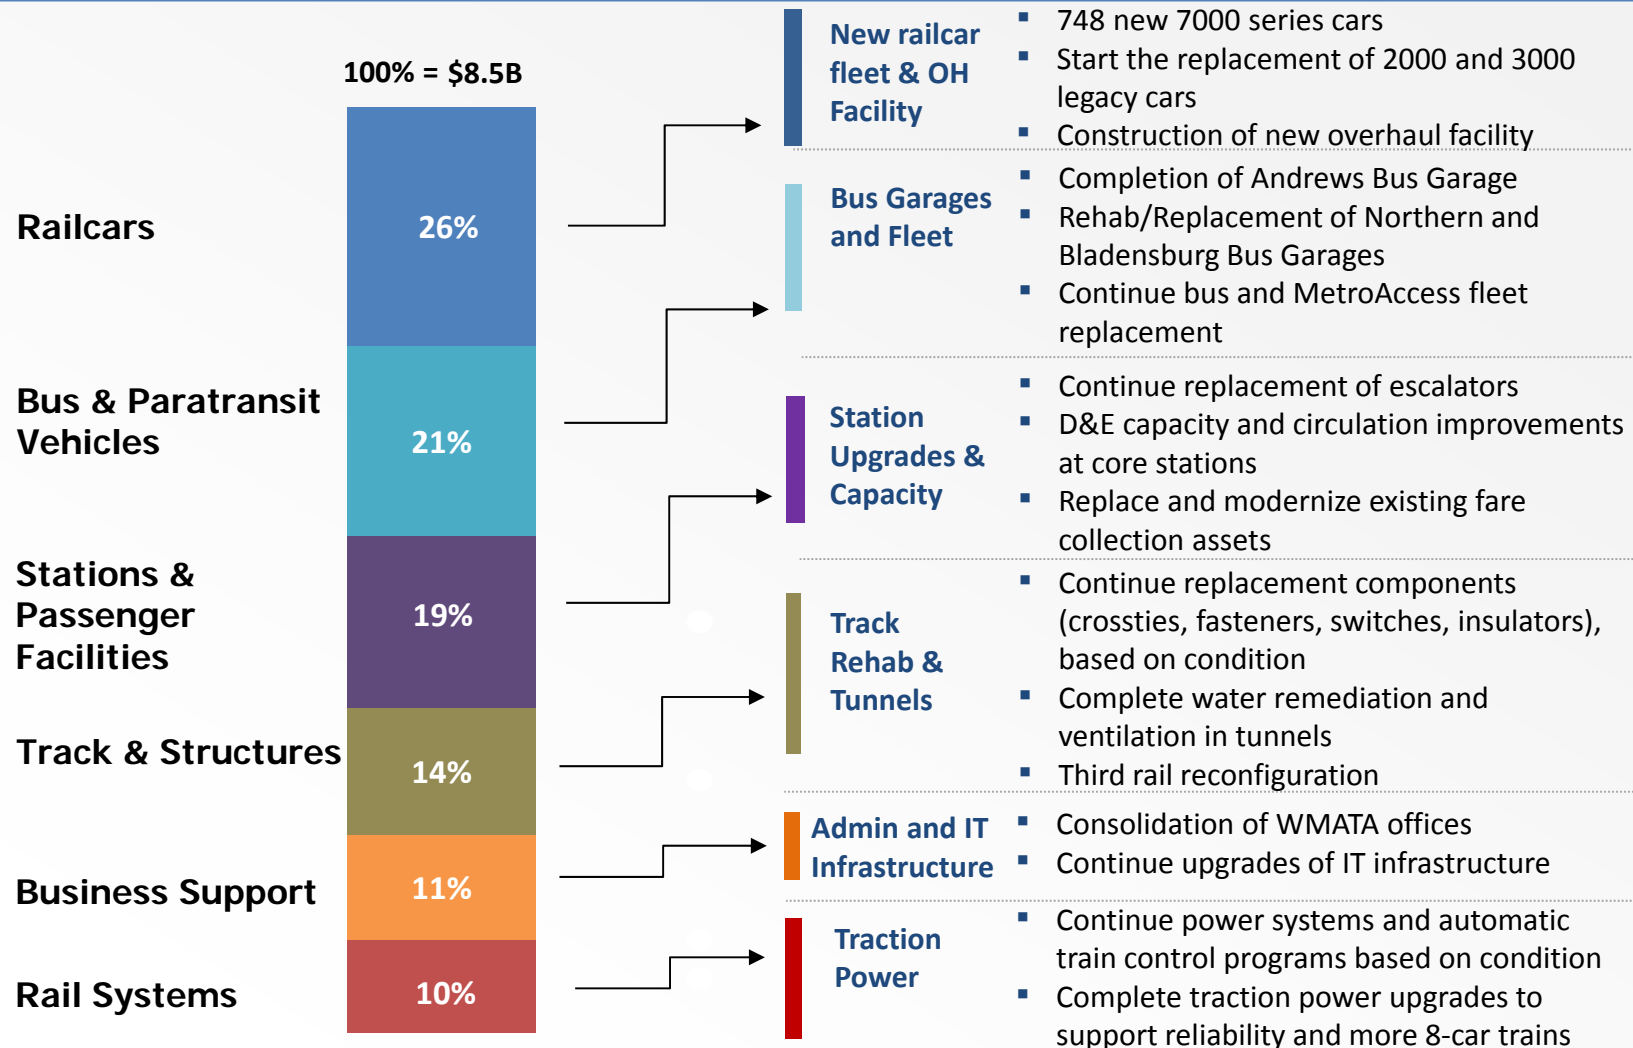 100% = $8.5B
Railcars
26%
New railcar
fleet & OH
Facility
▪ 748 new 7000 series cars
▪ Start the replacement of 2000 and 3000
legacy cars
▪ Construction of new overhaul facility
Bus & Paratransit
Vehicles
21%
Bus Garages
and Fleet
▪ Completion of Andrews Bus Garage
▪ Rehab/Replacement of Northern and
Bladensburg Bus Garages
▪ Continue bus and MetroAccess fleet
replacement
Stations &
Passenger
Facilities
19%
Station
Upgrades &
Capacity
▪ Continue replacement of escalators
▪ D&E capacity and circulation improvements
at core stations
▪ Replace and modernize existing fare
collection assets
Track & Structures
14%
Track
Rehab &
Tunnels
▪ Continue replacement components
(crossties, fasteners, switches, insulators),
based on condition
▪ Complete water remediation and
ventilation in tunnels
▪ Third rail reconfiguration
Business Support
11%
Admin and IT
Infrastructure
▪ Consolidation of WMATA offices
▪ Continue upgrades of IT infrastructure
Rail Systems
10%
Traction
Power
▪ Continue power systems and automatic
train control programs based on condition
▪ Complete traction power upgrades to
support reliability and more 8-car trains